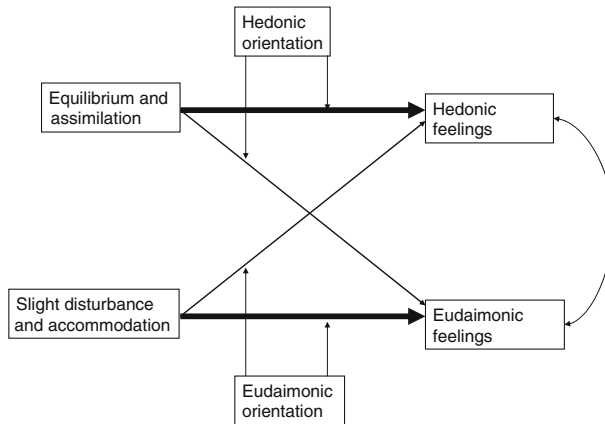 Hedonic
orientation
Equilibrium and
assimilation
Hedonic
feelings
Slight disturbance
and accommodation
Eudaimonic
feelings
Eudaimonic
orientation